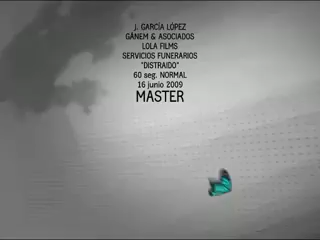 J. GARCÍA LÓPEZ
GÁNEM & ASOCIADOS
LOLA FILMS
SERVICIOS FUNERARIOS
"DISTRAIDO"
60 seg. NORMAL
16 junio 2009
MASTER